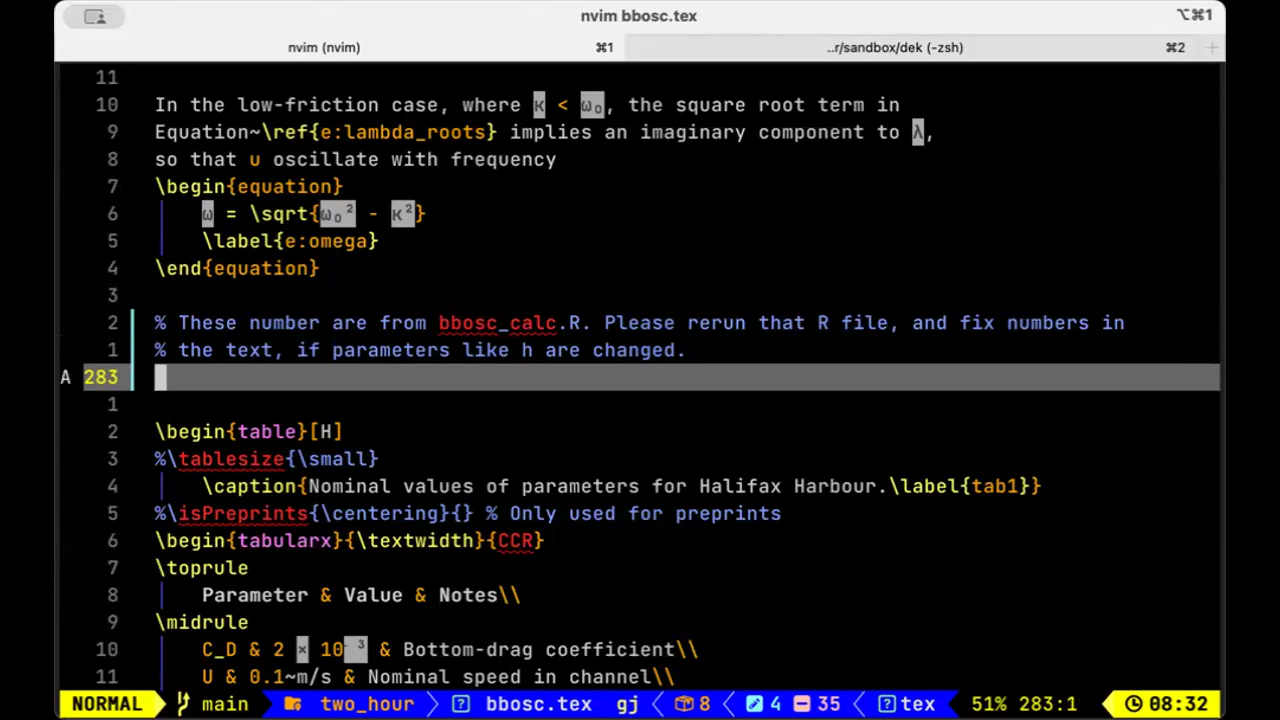 nvim bbosc.tex
⌥⌘1
nvim (nvim) ⌘1 ..r/sandbox/dek (-zsh) ⌘2 +
11
10 In the low-friction case, where κ < ω₀, the square root term in
9 Equation~\ref{e:lambda_roots} implies an imaginary component to λ,
8 so that u oscillate with frequency
7 \begin{equation}
6 ω = \sqrt{ω₀² - κ²}
5 \label{e:omega}
4 \end{equation}
3
2 % These number are from bbosc_calc.R. Please rerun that R file, and fix numbers in
1 % the text, if parameters like h are changed.
A 283
1
2 \begin{table}[H]
3 %\tablesize{\small}
4 \caption{Nominal values of parameters for Halifax Harbour.\label{tab1}}
5 %\isPreprints{\centering}{} % Only used for preprints
6 \begin{tabularx}{\textwidth}{CCR}
7 \toprule
8 Parameter & Value & Notes\\
9 \midrule
10 C_D & 2 × 10⁻³ & Bottom-drag coefficient\\
11 U & 0.1~m/s & Nominal speed in channel\\
NORMAL main two_hour bbosc.tex gj 8 4 35 tex 51% 283:1 08:32